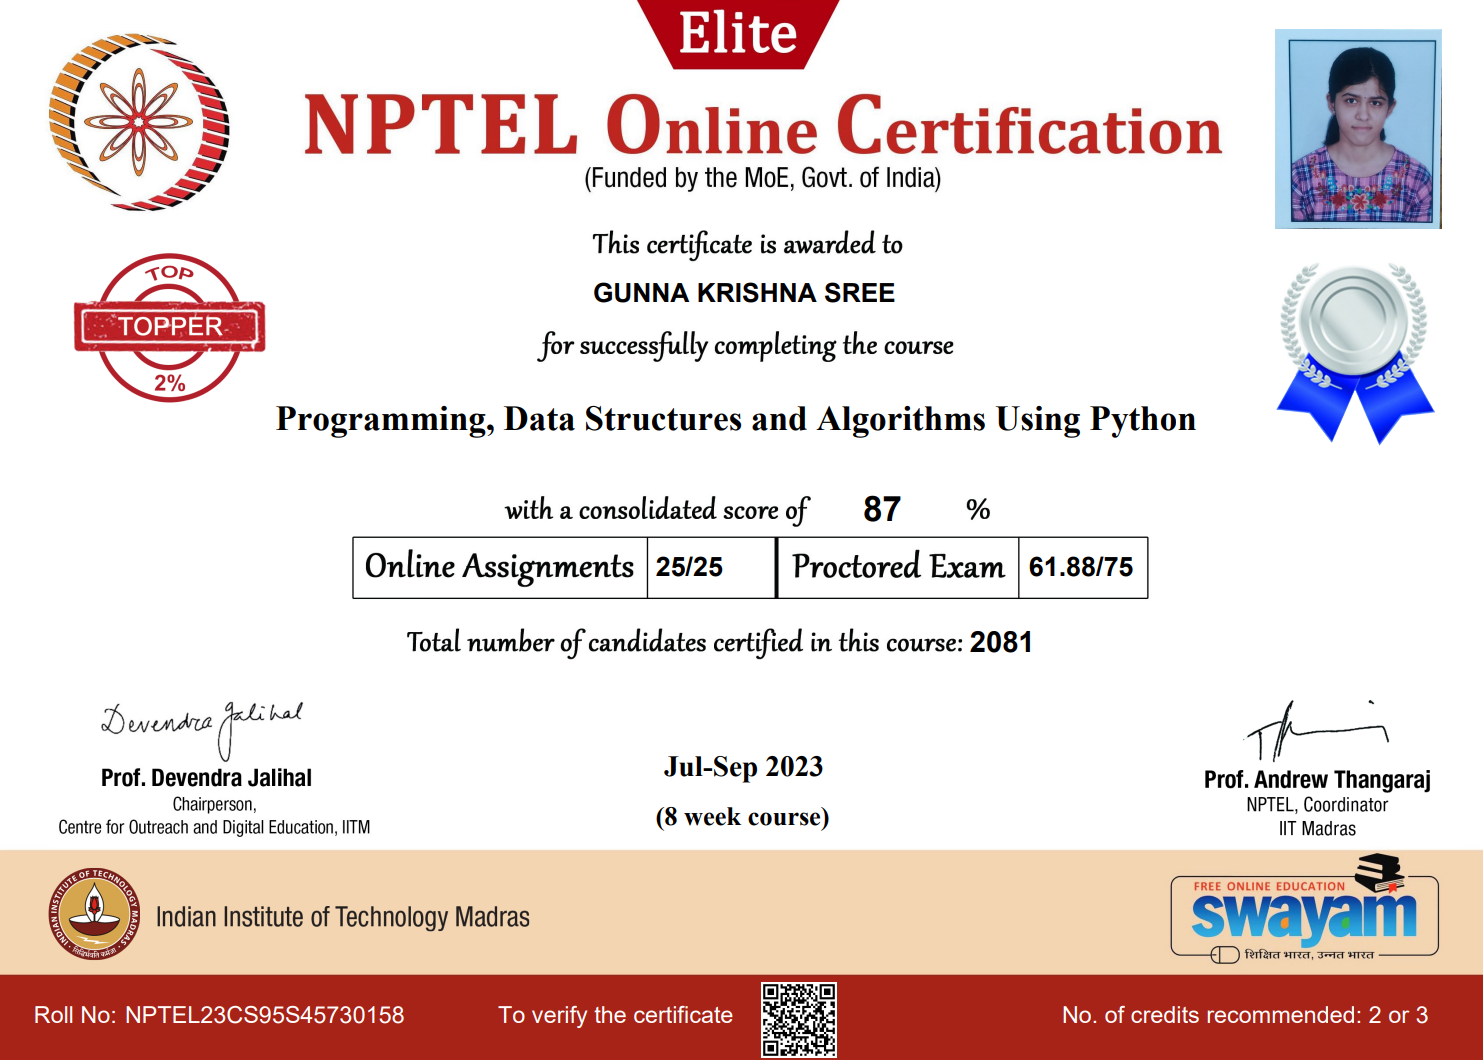 Elite
NPTEL Online Certification
(Funded by the MoE, Govt. of India)
This certificate is awarded to
GUNNA KRISHNA SREE
for successfully completing the course
TOP
TOPPER
2%
Programming, Data Structures and Algorithms Using Python
with a consolidated score of 87 %
Online Assignments 25/25 Proctored Exam 61.88/75
Total number of candidates certified in this course: 2081
Devendra Jalihal
Prof. Devendra Jalihal
Chairperson,
Centre for Outreach and Digital Education, IITM
Jul-Sep 2023
(8 week course)
Prof. Andrew Thangaraj
NPTEL, Coordinator
IIT Madras
INDIAN INSTITUTE OF TECHNOLOGY MADRAS
सिद्धिर्भवति कर्मजा
Indian Institute of Technology Madras
FREE ONLINE EDUCATION
swayam
शिक्षित भारत, उन्नत भारत
Roll No: NPTEL23CS95S45730158
To verify the certificate
No. of credits recommended: 2 or 3